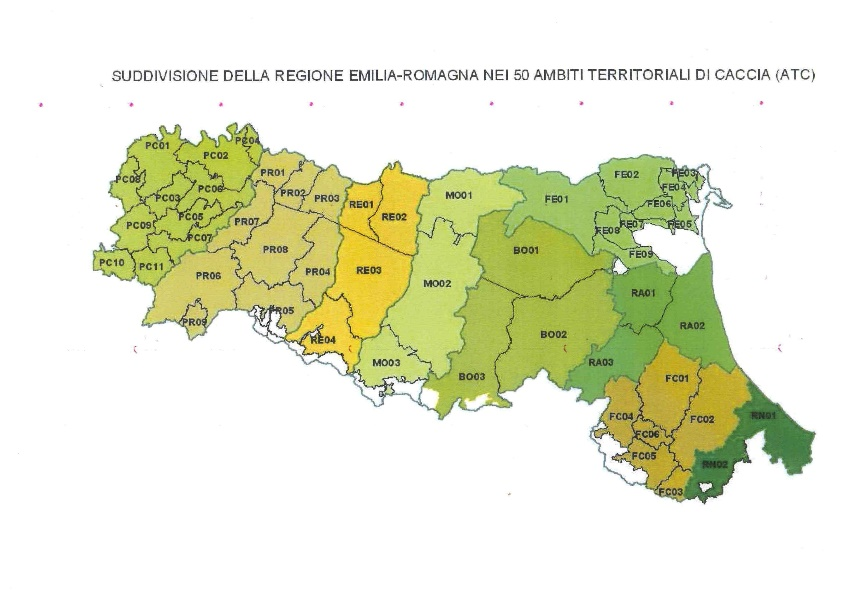 SUDDIVISIONE DELLA REGIONE EMILIA-ROMAGNA NEI 50 AMBITI TERRITORIALI DI CACCIA (ATC)
PC01
PC02
PC04
PC08
PC03
PC06
PC05
PC09
PC07
PC10
PC11
PR01
PR02
PR03
PR07
PR08
PR06
PR04
PR05
PR09
RE01
RE02
RE03
RE04
MO01
MO02
MO03
BO01
BO02
BO03
FE01
FE02
FE03
FE04
FE06
FE05
FE07
FE08
FE09
RA01
RA02
RA03
FC01
FC02
FC04
FC06
FC05
FC03
RN01
RN02